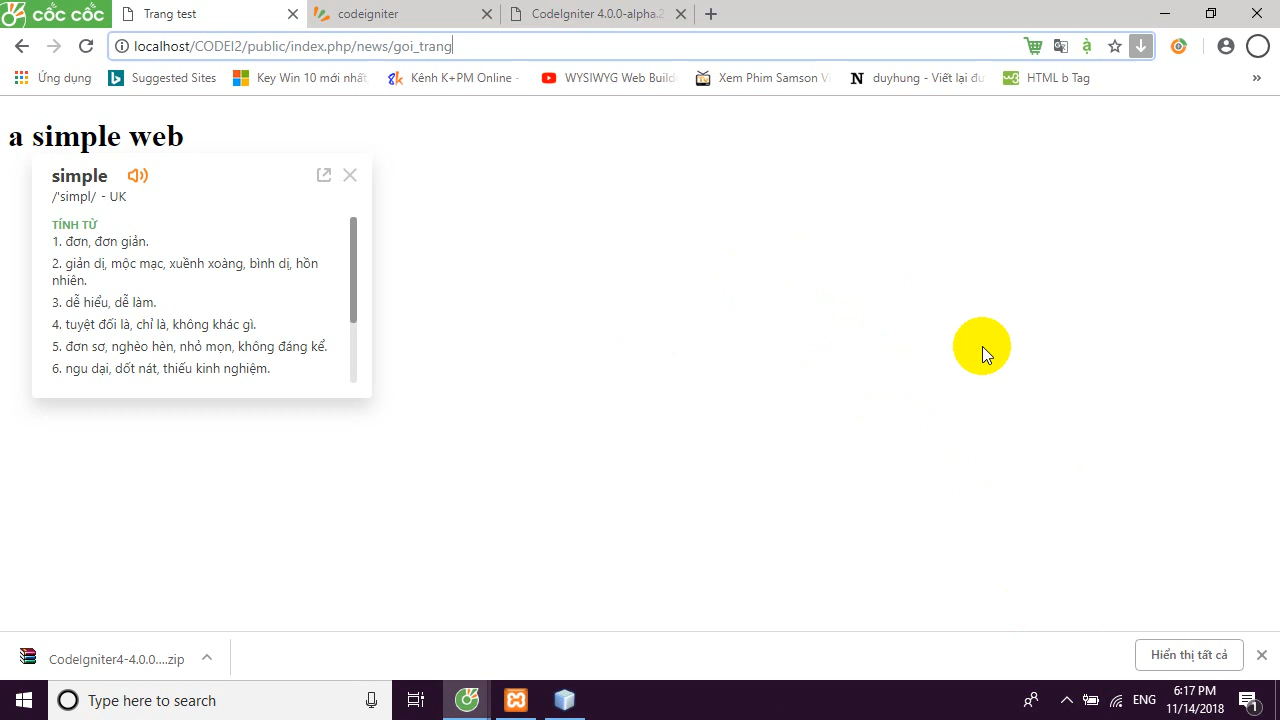 cốc cốc
Trang test
codeigniter
CodeIgniter 4.0.0-alpha.2
localhost/CODEI2/public/index.php/news/goi_trang
Ứng dụng
Suggested Sites
Key Win 10 mới nhất
Kênh K+PM Online -
WYSIWYG Web Build
Xem Phim Samson Vi
duyhung - Viết lại dư
HTML b Tag
»
a simple web
simple
/'simpl/ - UK
TÍNH TỪ
1. đơn, đơn giản.
2. giản dị, mộc mạc, xuềnh xoàng, bình dị, hồn
nhiên.
3. dễ hiểu, dễ làm.
4. tuyệt đối là, chỉ là, không khác gì.
5. đơn sơ, nghèo hèn, nhỏ mọn, không đáng kể.
6. ngu dại, dốt nát, thiếu kinh nghiệm.
CodeIgniter4-4.0.0....zip
Hiển thị tất cả
Type here to search
ENG
6:17 PM
11/14/2018
1